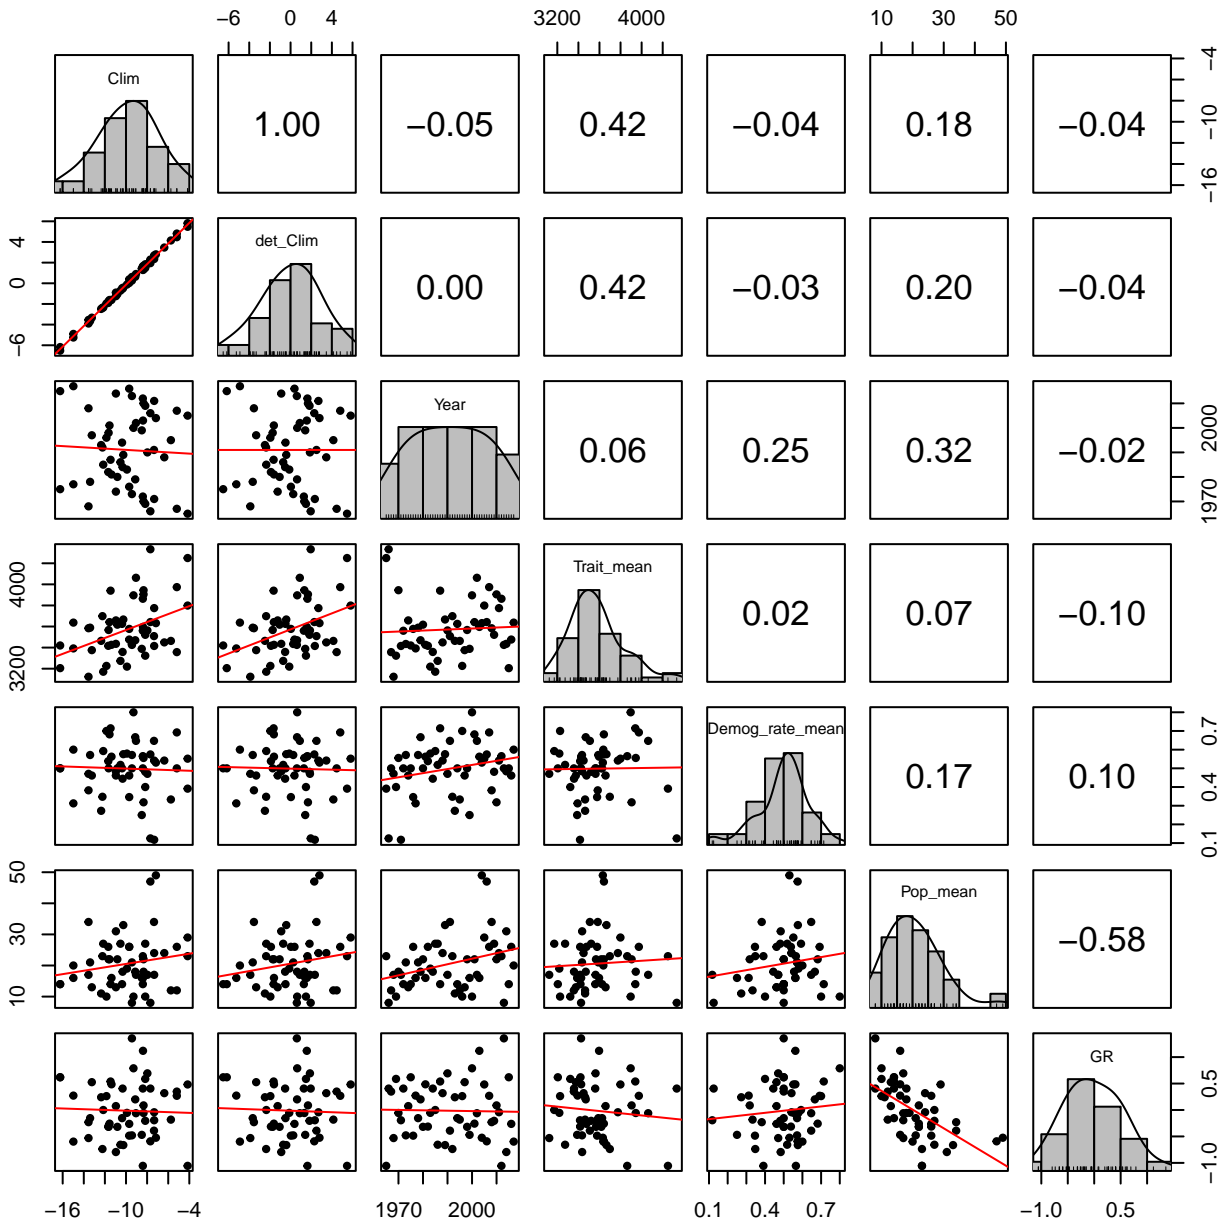 −6 0 4 3200 4000 10 30 50
Clim 1.00 −0.05 0.42 −0.04 0.18 −0.04 −16 −10 −4
−6 0 4 det_Clim 0.00 0.42 −0.03 0.20 −0.04
Year 0.06 0.25 0.32 −0.02 1970 2000
3200 4000 Trait_mean 0.02 0.07 −0.10
Demog_rate_mean 0.17 0.10 0.1 0.4 0.7
10 30 50 Pop_mean −0.58
GR −1.0 0.5
−16 −10 −4 1970 2000 0.1 0.4 0.7 −1.0 0.5